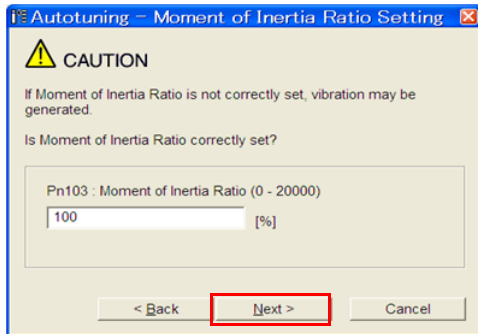 Autotuning - Moment of Inertia Ratio Setting
CAUTION
If Moment of Inertia Ratio is not correctly set, vibration may be
generated.
Is Moment of Inertia Ratio correctly set?
Pn103 : Moment of Inertia Ratio (0 - 20000)
100 [%]
< Back Next > Cancel